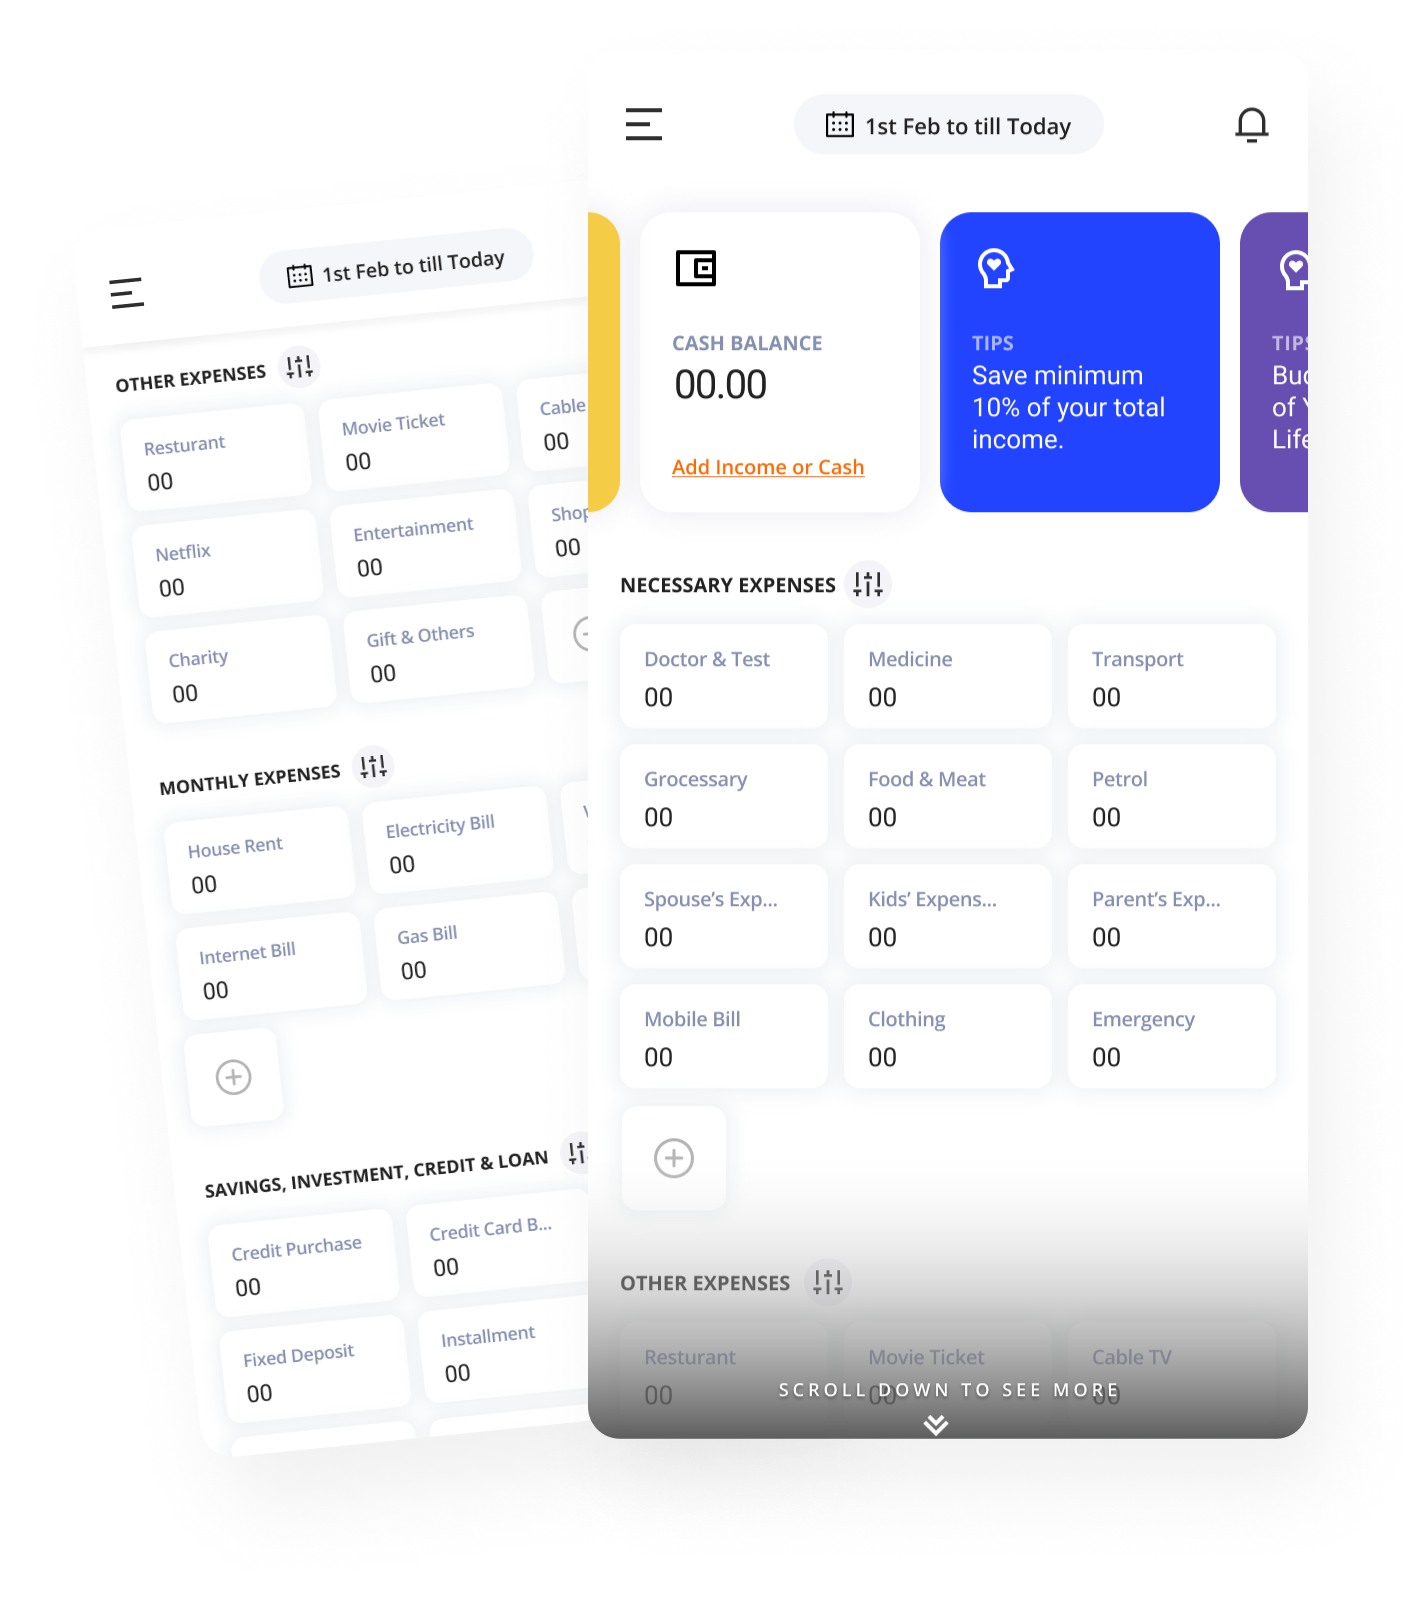 1st Feb to till Today
OTHER EXPENSES
Resturant
00
Movie Ticket
00
Cable
00
Netflix
00
Entertainment
00
00
Charity
00
Gift & Others
00
MONTHLY EXPENSES
House Rent
00
Electricity Bill
00
Internet Bill
00
Gas Bill
00
SAVINGS, INVESTMENT, CREDIT & LOAN
Credit Purchase
00
Credit Card B...
00
Fixed Deposit
00
Installment
00
1st Feb to till Today
CASH BALANCE
00.00
Add Income or Cash
TIPS
Save minimum
10% of your total
income.
TIPS
of
Life
NECESSARY EXPENSES
Doctor & Test
00
Medicine
00
Transport
00
Grocessary
00
Food & Meat
00
Petrol
00
Spouse’s Exp...
00
Kids’ Expens...
00
Parent’s Exp...
00
Mobile Bill
00
Clothing
00
Emergency
00
OTHER EXPENSES
Resturant
00
Movie Ticket
00
Cable TV
00
SCROLL DOWN TO SEE MORE